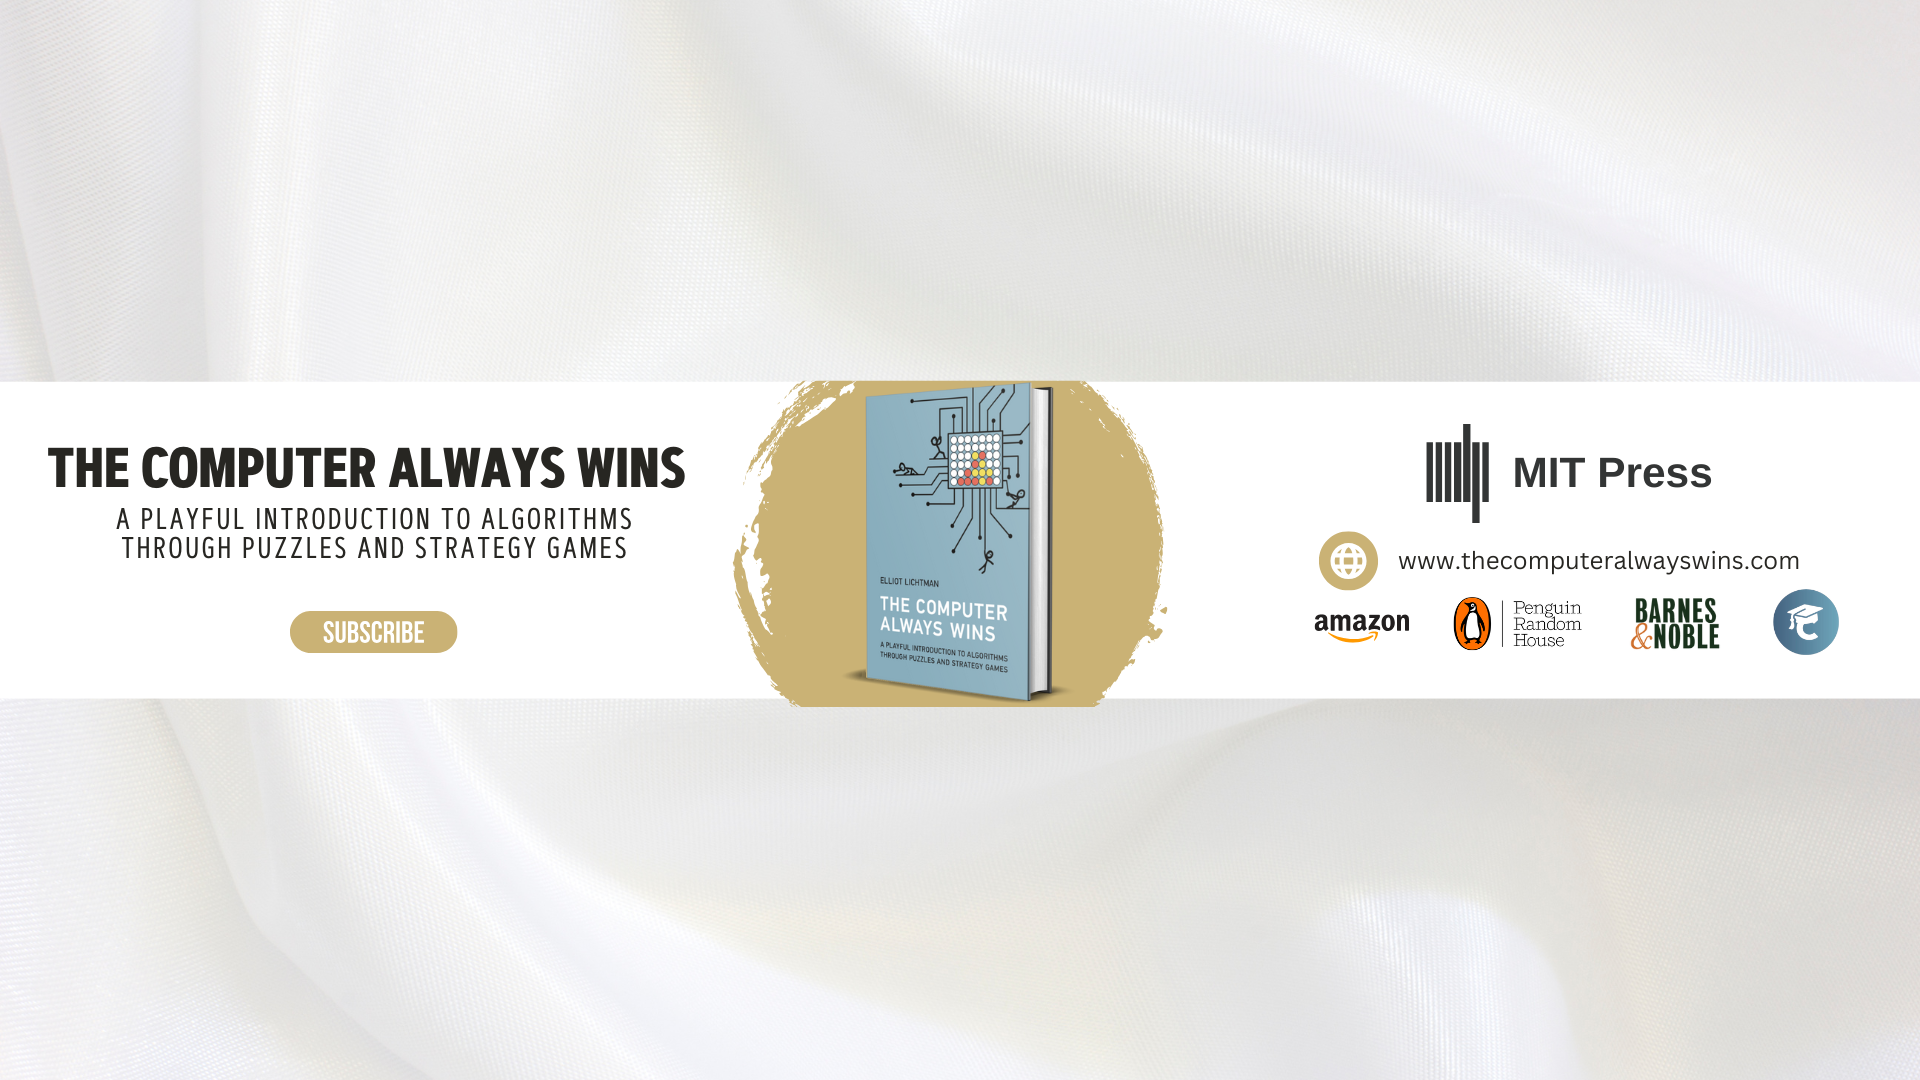 THE COMPUTER ALWAYS WINS
A PLAYFUL INTRODUCTION TO ALGORITHMS
THROUGH PUZZLES AND STRATEGY GAMES
SUBSCRIBE
ELLIOT LICHTMAN
THE COMPUTER
ALWAYS WINS
A PLAYFUL INTRODUCTION TO ALGORITHMS
THROUGH PUZZLES AND STRATEGY GAMES
MIT Press
www.thecomputeralwayswins.com
amazon
Penguin
Random
House
BARNES
&NOBLE